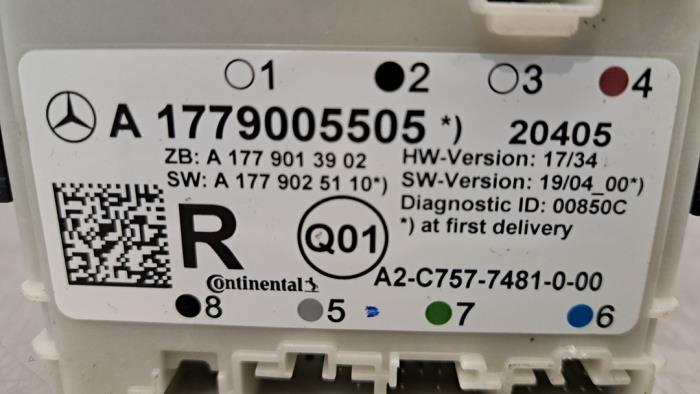 1 2 3 4
A 1779005505 *) 20405
ZB: A 177 901 39 02 HW-Version: 17/34
SW: A 177 902 51 10*) SW-Version: 19/04_00*)
Diagnostic ID: 00850C
*) at first delivery
R Q01
Continental A2-C757-7481-0-00
8 5 7 6